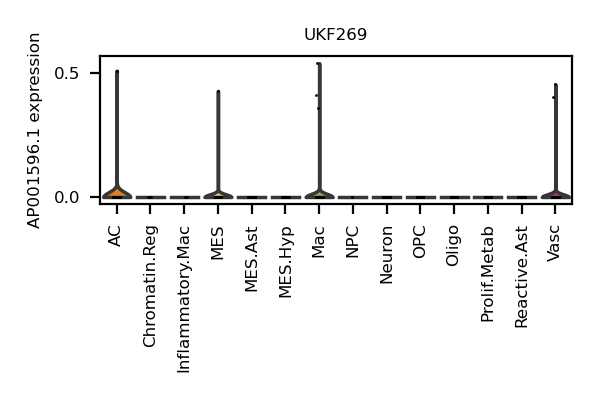 UKF269
AP001596.1 expression
0.5
0.0
AC
Chromatin.Reg
Inflammatory.Mac
MES
MES.Ast
MES.Hyp
Mac
NPC
Neuron
OPC
Oligo
Prolif.Metab
Reactive.Ast
Vasc